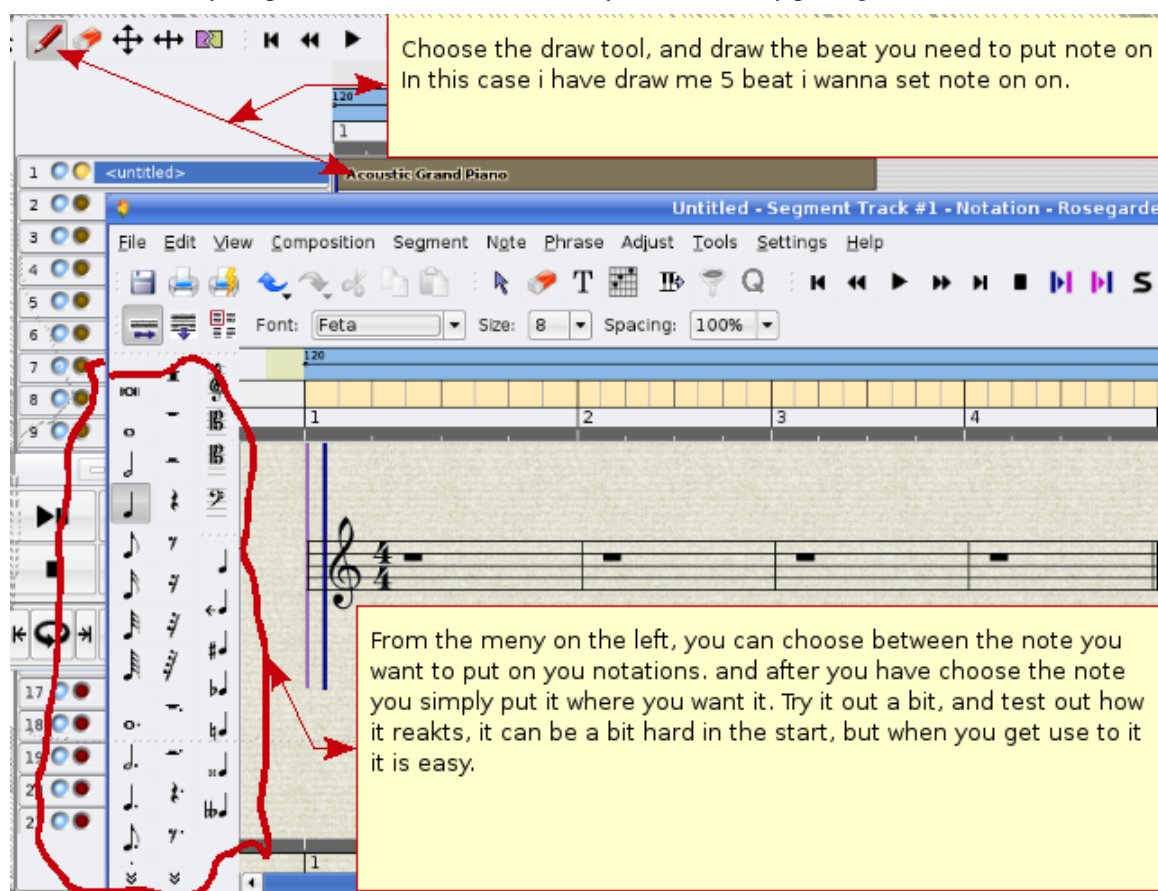 Choose the draw tool, and draw the beat you need to put note on
In this case i have draw me 5 beat i wanna set note on on.
120
1
1 <untitled>
Acoustic Grand Piano
2
Untitled - Segment Track #1 - Notation - Rosegarde
3
File Edit View Composition Segment Note Phrase Adjust Tools Settings Help
4
T Q S
5
6
Font: Feta Size: 8 Spacing: 100%
7
120
8
1 2 3 4
9
4
4
From the meny on the left, you can choose between the note you
want to put on you notations. and after you have choose the note
you simply put it where you want it. Try it out a bit, and test out how
it reakts, it can be a bit hard in the start, but when you get use to it
it is easy.
17
18
19
1